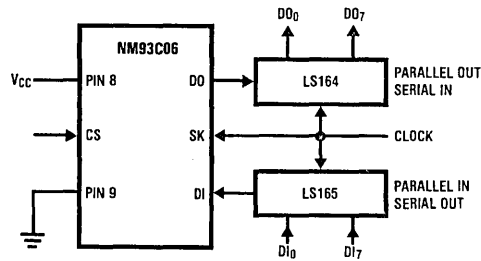 DO0 DO7
NM93C06
VCC PIN 8 DO LS164 PARALLEL OUT
SERIAL IN
CS SK CLOCK
PIN 9 DI LS165 PARALLEL IN
SERIAL OUT
DI0 DI7